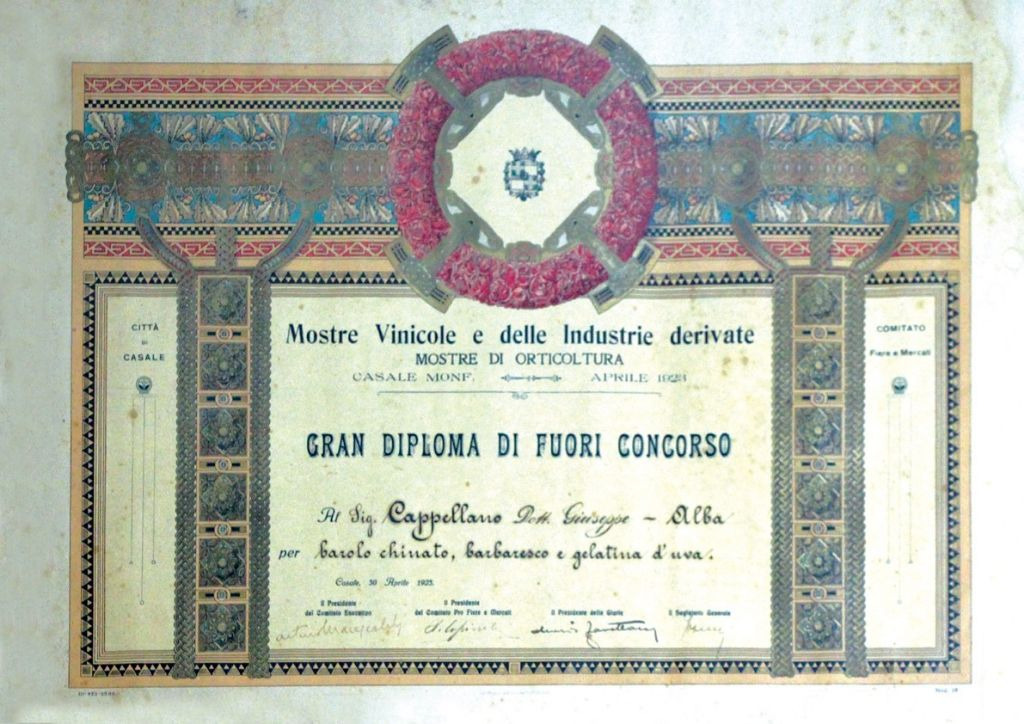 Mostre Vinicole e delle Industrie derivate
MOSTRE DI ORTICOLTURA
CASALE MONF. APRILE
CITTÀ
DI
CASALE
COMITATO
Fiere e Mercati
GRAN DIPLOMA DI FUORI CONCORSO
Al Sig. Cappellano Dott. Giuseppe - Alba
per barolo chinato, barbaresco e gelatina d'uva.
Casale, 30 Aprile
Il Presidente
del Comitato Esecutivo
Il Presidente
del Comitato Pro Fiere e Mercati
Il Presidente della Giuria
Il Segretario Generale